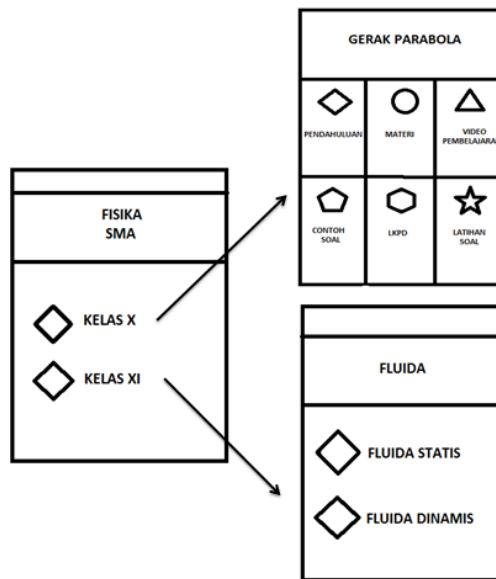 GERAK PARABOLA
PENDAHULUAN
MATERI
VIDEO
PEMBELAJARA
CONTOH
SOAL
LKPD
LATIHAN
SOAL
FISIKA
SMA
KELAS X
KELAS XI
FLUIDA
FLUIDA STATIS
FLUIDA DINAMIS